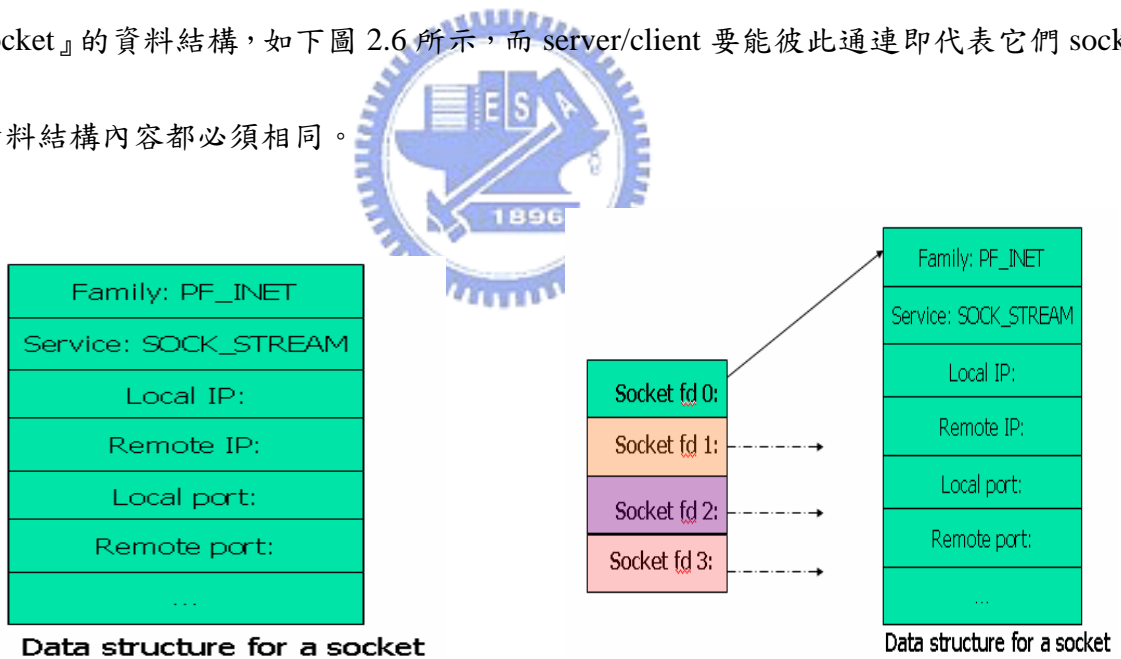 ocket』的資料結構，如下圖 2.6 所示，而 server/client 要能彼此通連即代表它們 sock
料結構內容都必須相同。
E S A
1896
Family: PF_INET
Service: SOCK_STREAM
Local IP:
Remote IP:
Local port:
Remote port:
...
Data structure for a socket
Socket fd 0:
Socket fd 1:
Socket fd 2:
Socket fd 3:
Family: PF_INET
Service: SOCK_STREAM
Local IP:
Remote IP:
Local port:
Remote port:
...
Data structure for a socket